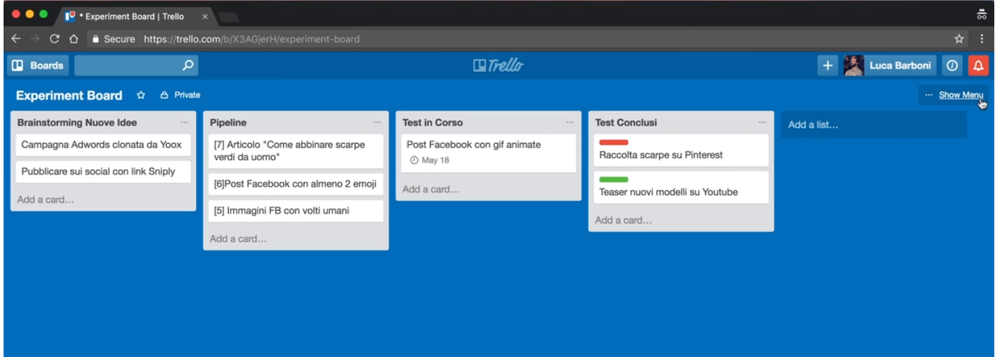 * Experiment Board | Trello
Secure https://trello.com/b/X3AGjerH/experiment-board
Boards
Trello
Luca Barboni
Experiment Board
Private
... Show Menu
Brainstorming Nuove Idee
Campagna Adwords clonata da Yoox
Pubblicare sui social con link Sniply
Add a card...
Pipeline
[7] Articolo "Come abbinare scarpe
verdi da uomo"
[6]Post Facebook con almeno 2 emoji
[5] Immagini FB con volti umani
Add a card...
Test in Corso
Post Facebook con gif animate
May 18
Add a card...
Test Conclusi
Raccolta scarpe su Pinterest
Teaser nuovi modelli su Youtube
Add a card...
Add a list...